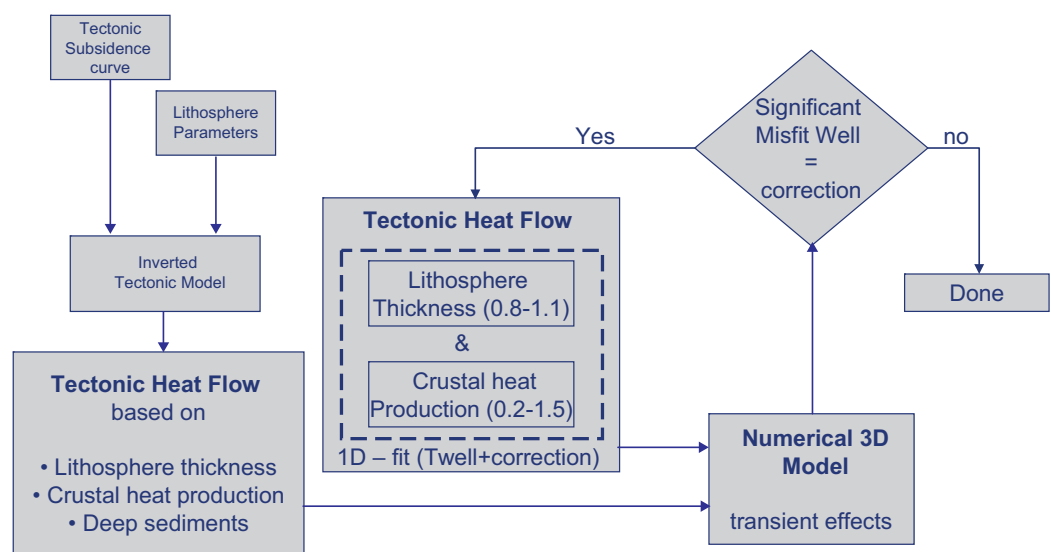 Tectonic
Subsidence
curve
Lithosphere
Parameters
Inverted
Tectonic Model
Tectonic Heat Flow
based on
• Lithosphere thickness
• Crustal heat production
• Deep sediments
Yes
Tectonic Heat Flow
Lithosphere
Thickness (0.8-1.1)
&
Crustal heat
Production (0.2-1.5)
1D – fit (Twell+correction)
Significant
Misfit Well
=
correction
no
Done
Numerical 3D
Model
transient effects